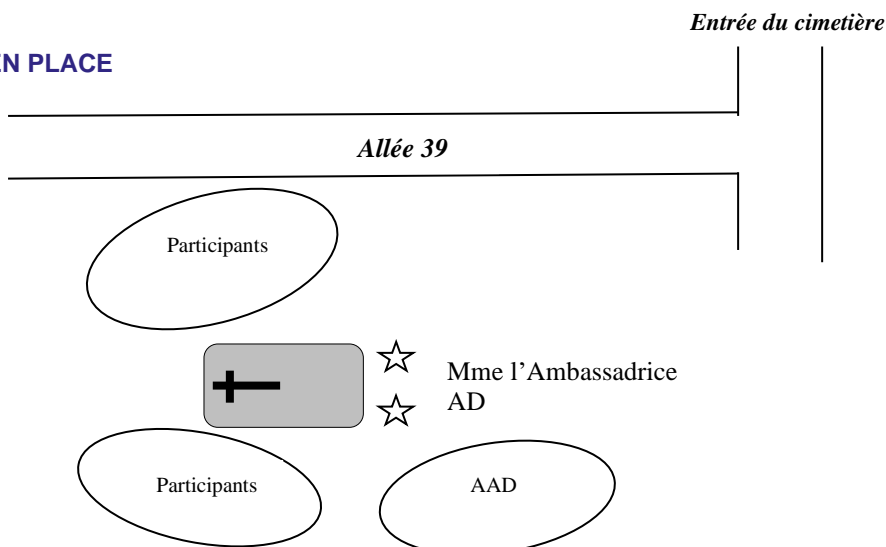 Entrée du cimetière
EN PLACE
Allée 39
Participants
Mme l’Ambassadrice
AD
Participants
AAD